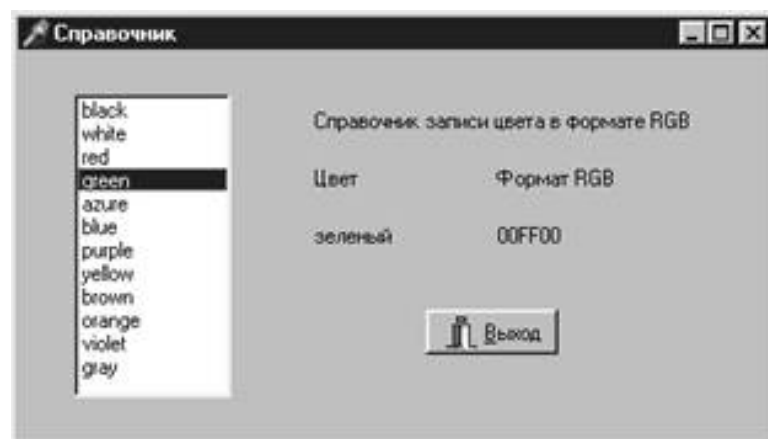 Справочник
black
white
red
green
azure
blue
purple
yellow
brown
orange
violet
gray
Справочник записи цвета в формате RGB
Цвет Формат RGB
зеленый 00FF00
Выход